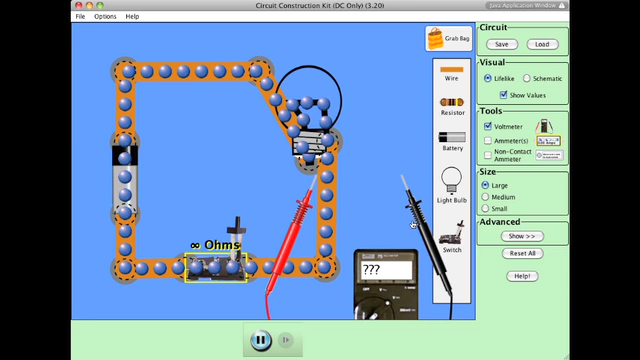 Circuit Construction Kit (DC Only) (3.20)
Java Application Window
File Options Help
Grab Bag
Wire
Resistor
Battery
Light Bulb
Switch
∞ Ohms
???
Circuit
Save Load
Visual
Lifelike Schematic
Show Values
Tools
Voltmeter
Ammeter(s)
Non-Contact
Ammeter
Size
Large
Medium
Small
Advanced
Show >>
Reset All
Help!